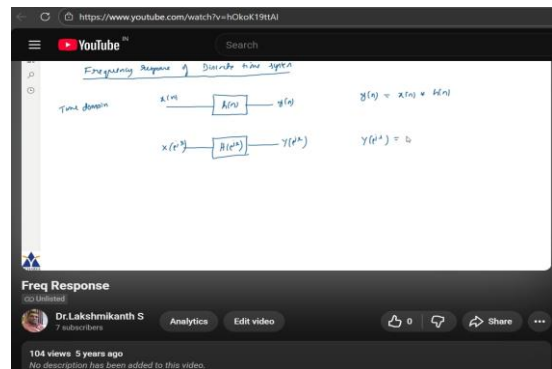 https://www.youtube.com/watch?v=hOkoK19ttAI
YouTube IN
Search
Frequency Response of Discrete time system
Time domain
x(n) h(n) y(n) y(n) = x(n) * h(n)
X(e^jΩ) H(e^jΩ) Y(e^jΩ) Y(e^jΩ) =
Freq Response
Unlisted
Dr.Lakshmikanth S
7 subscribers
Analytics
Edit video
0
Share
104 views 5 years ago
No description has been added to this video.